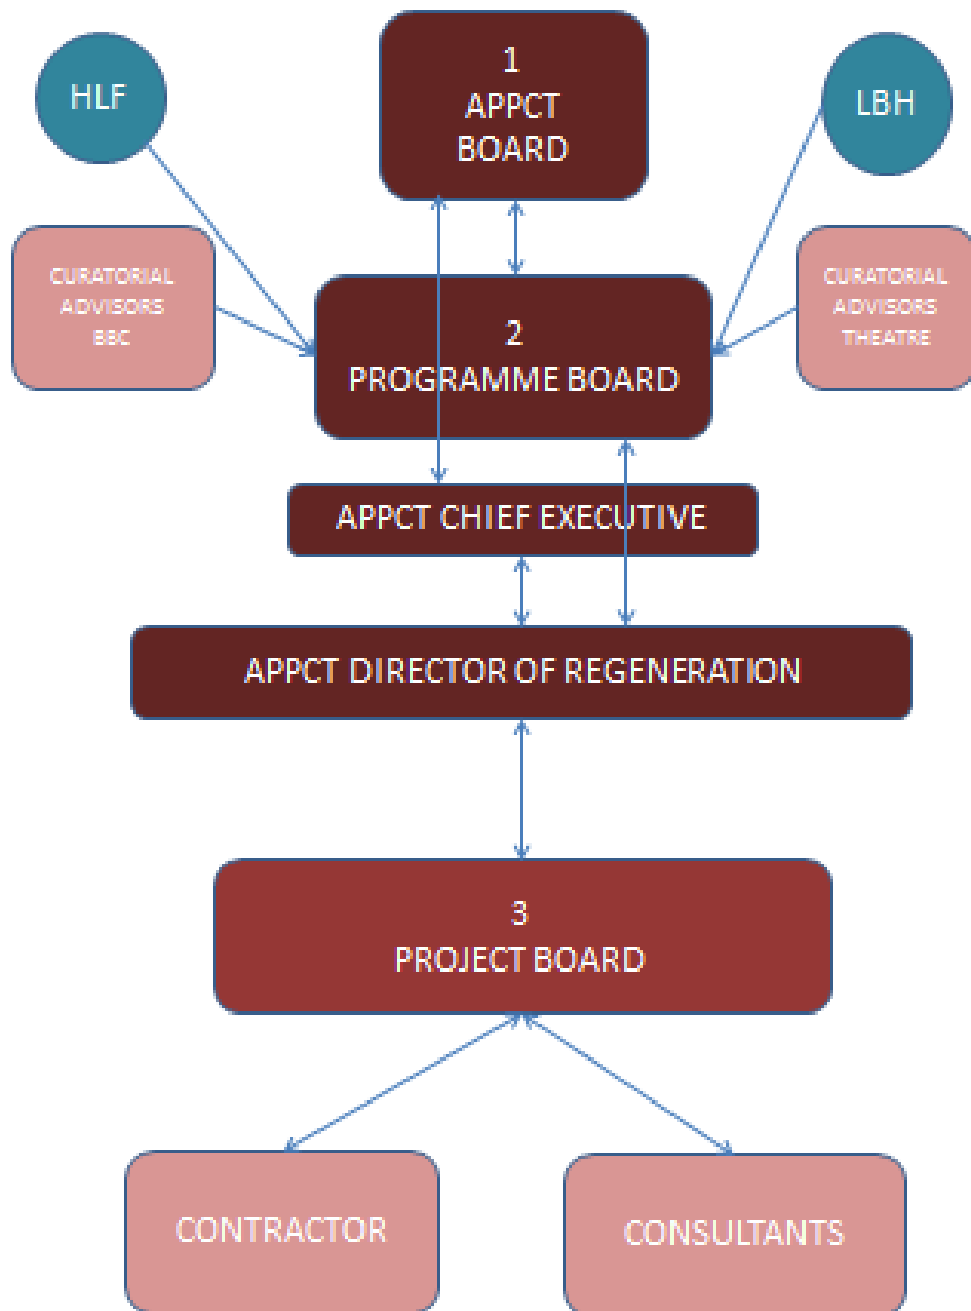 HLF
1
APPCT
BOARD
LBH
CURATORIAL
ADVISORS
BBC
2
PROGRAMME BOARD
CURATORIAL
ADVISORS
THEATRE
APPCT CHIEF EXECUTIVE
APPCT DIRECTOR OF REGENERATION
3
PROJECT BOARD
CONTRACTOR
CONSULTANTS